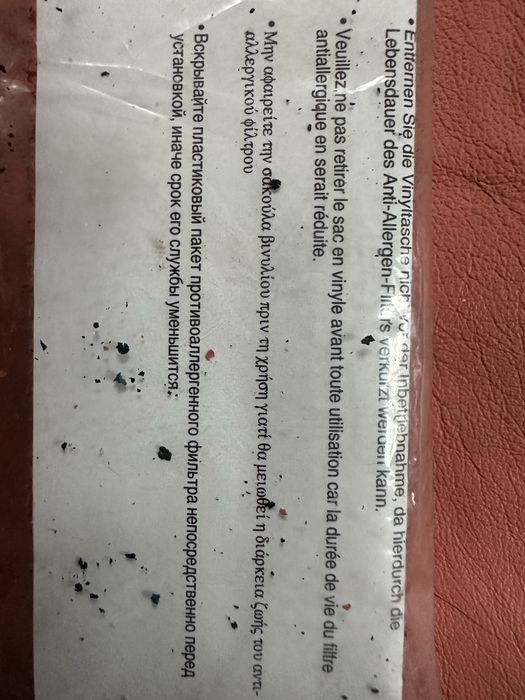 • Entfernen Sie die Vinyltasche nicht vor der Inbetriebnahme, da hierdurch die
Lebensdauer des Anti-Allergen-Filters verkürzt werden kann.
• Veuillez ne pas retirer le sac en vinyle avant toute utilisation car la durée de vie du filtre
antiallergique en serait réduite.
• Μην αφαιρείτε την σακούλα βινυλίου πριν τη χρήση γιατί θα μειωθεί η διάρκεια ζωής του αντι-
αλλεργικού φίλτρου
• Вскрывайте пластиковый пакет противоаллергенного фильтра непосредственно перед
установкой, иначе срок его службы уменьшится.